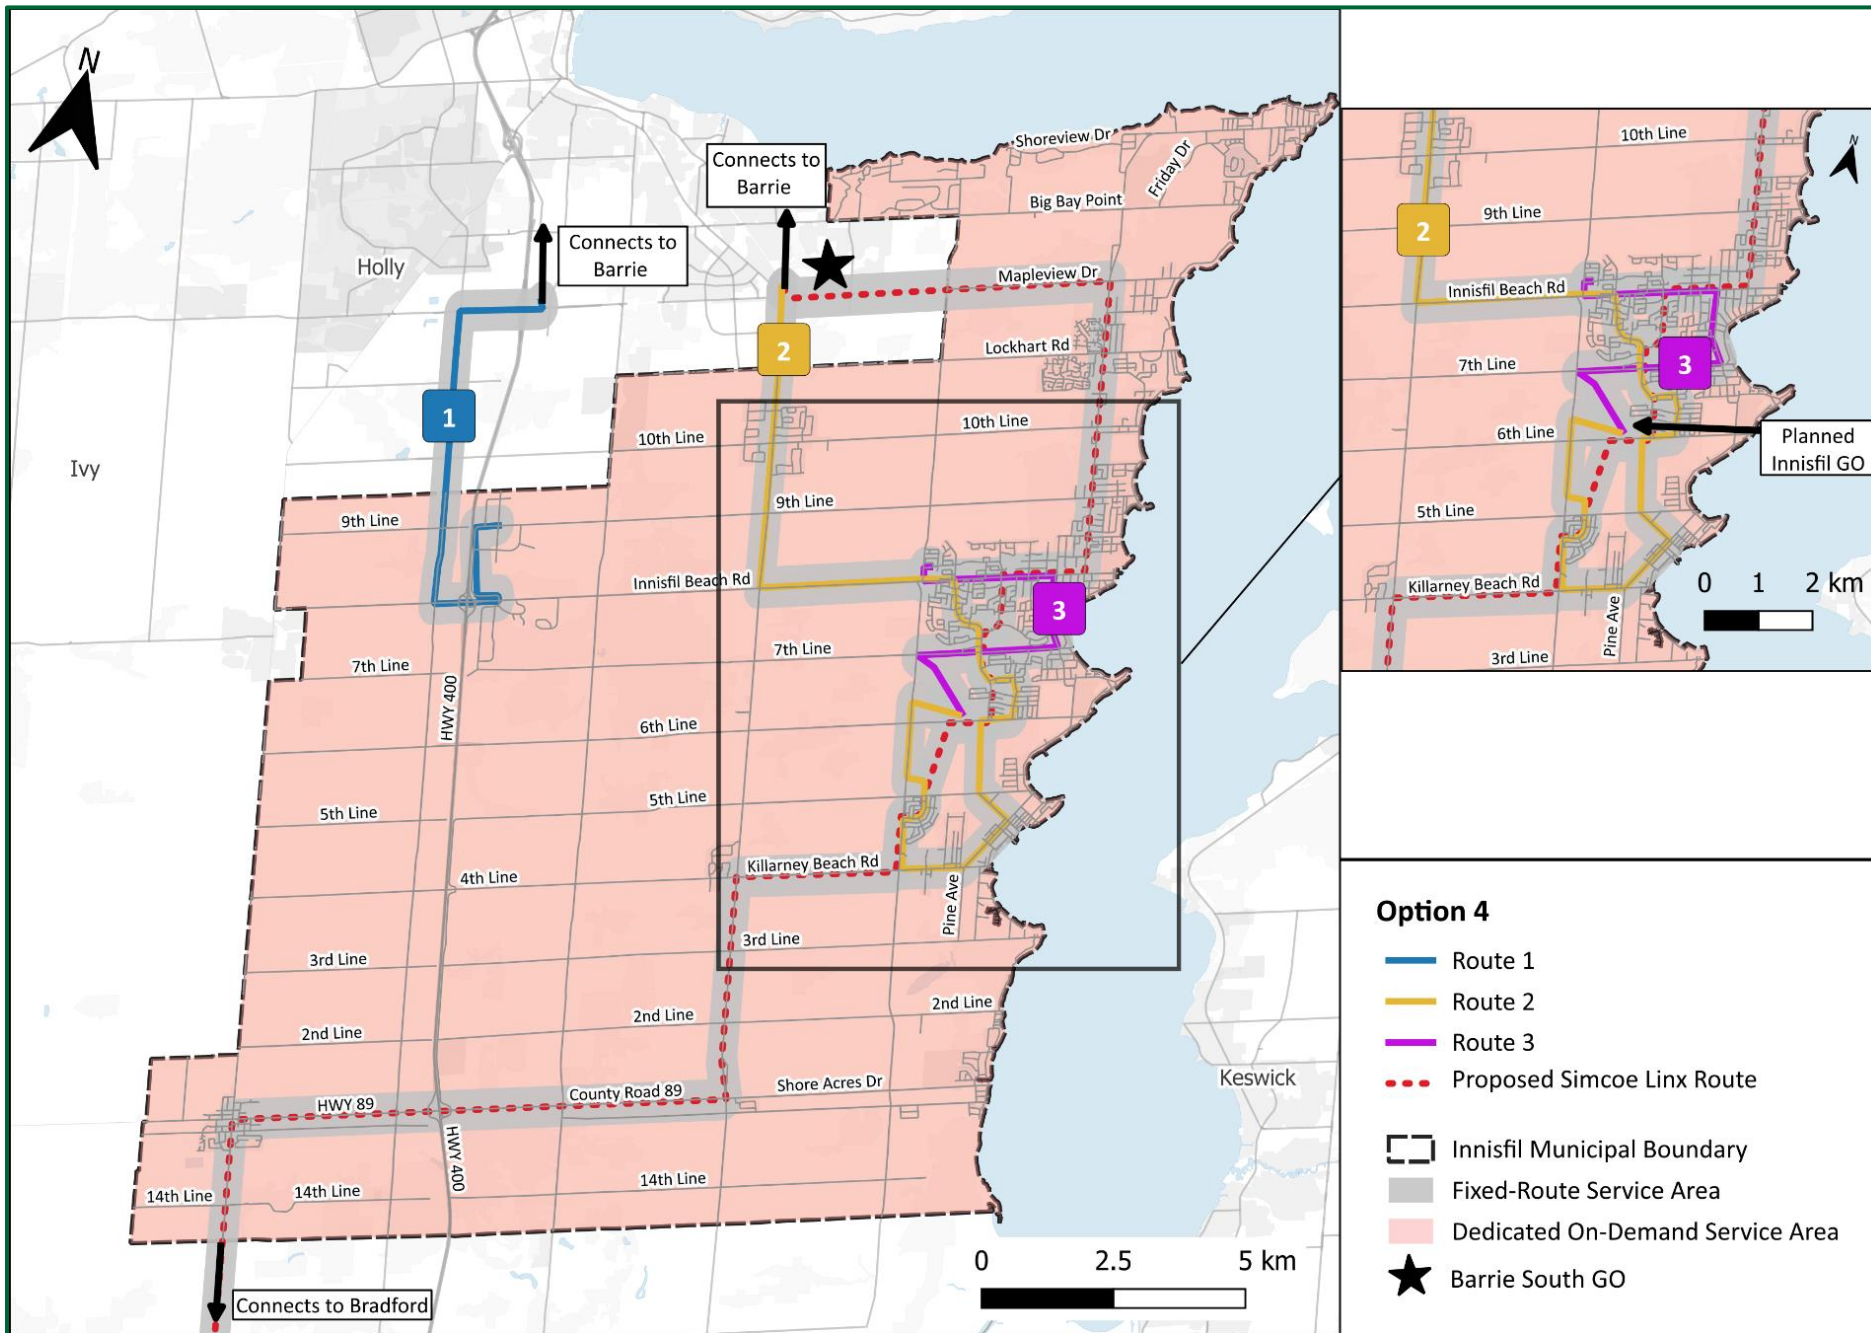 N
Connects to
Barrie
Shoreview Dr
Friday Dr
Big Bay Point
Connects to
Barrie
Holly
Mapleview Dr
2
Lockhart Rd
1
Ivy
10th Line
10th Line
9th Line
9th Line
Innisfil Beach Rd
3
7th Line
7th Line
HWY 400
6th Line
5th Line
5th Line
Killarney Beach Rd
4th Line
Pine Ave
3rd Line
3rd Line
2nd Line
2nd Line
2nd Line
Shore Acres Dr
County Road 89
HWY 89
HWY 400
Keswick
14th Line
14th Line
14th Line
Connects to Bradford
0 2.5 5 km
10th Line
N
2
9th Line
Innisfil Beach Rd
7th Line
3
6th Line
Planned
Innisfil GO
5th Line
Killarney Beach Rd
Pine Ave
3rd Line
0 1 2 km
Option 4
Route 1
Route 2
Route 3
Proposed Simcoe Linx Route
Innisfil Municipal Boundary
Fixed-Route Service Area
Dedicated On-Demand Service Area
Barrie South GO